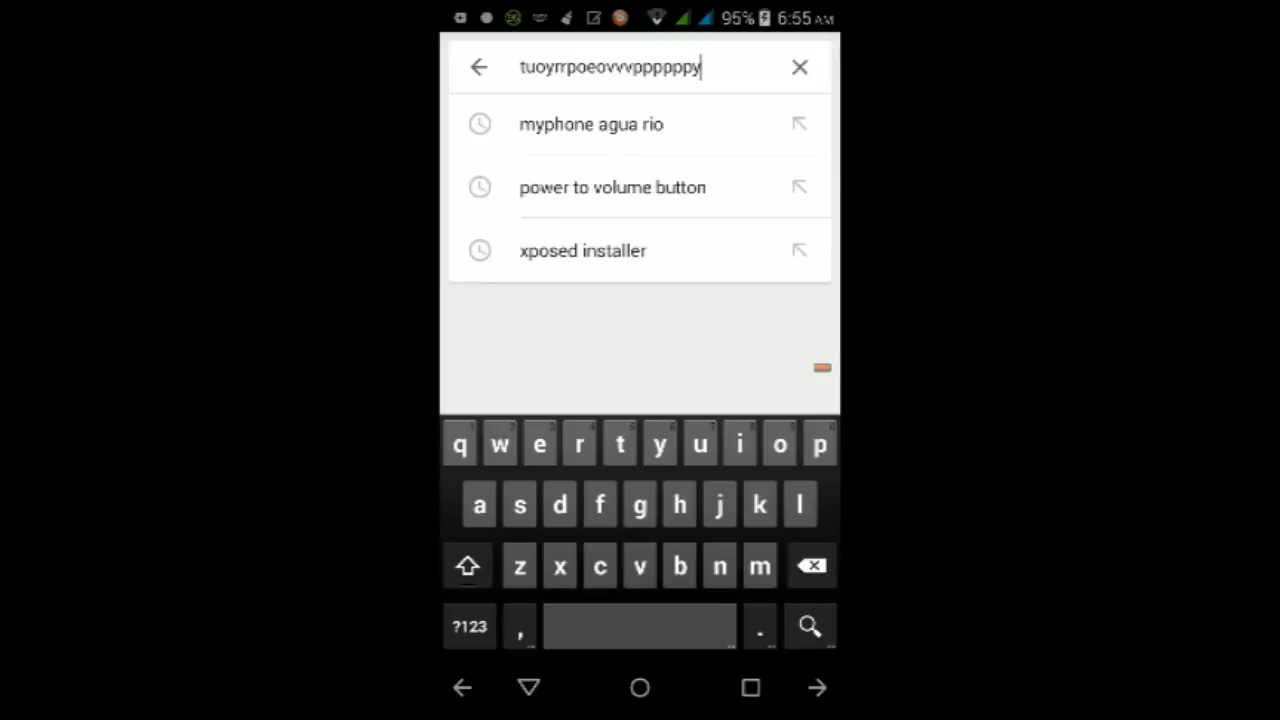 95% 6:55 AM
tuoyrrpoeovvvppppppy
myphone agua rio
power to volume button
xposed installer
q w e r t y u i o p
a s d f g h j k l
z x c v b n m
?123 , .